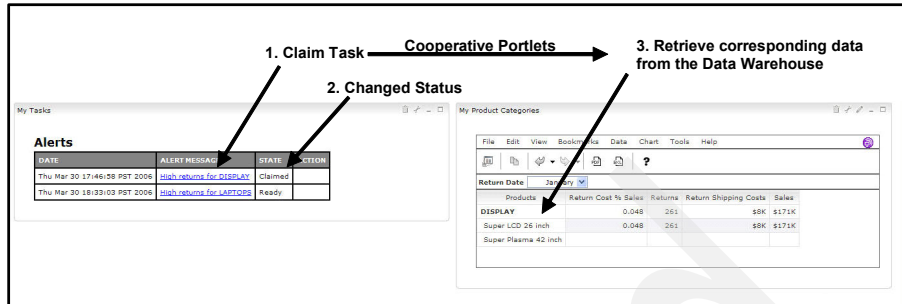 1. Claim Task
Cooperative Portlets
3. Retrieve corresponding data
from the Data Warehouse
2. Changed Status
My Tasks
Alerts
DATE ALERT MESSAGE STATE ACTION
Thu Mar 30 17:46:58 PST 2006 High returns for DISPLAY Claimed
Thu Mar 30 18:33:03 PST 2006 High returns for LAPTOPS Ready
My Product Categories
File Edit View Bookmarks Data Chart Tools Help
?
Return Date January
Products Return Cost % Sales Returns Return Shipping Costs Sales
DISPLAY 0.048 261 $8K $171K
Super LCD 26 inch 0.048 261 $8K $171K
Super Plasma 42 inch